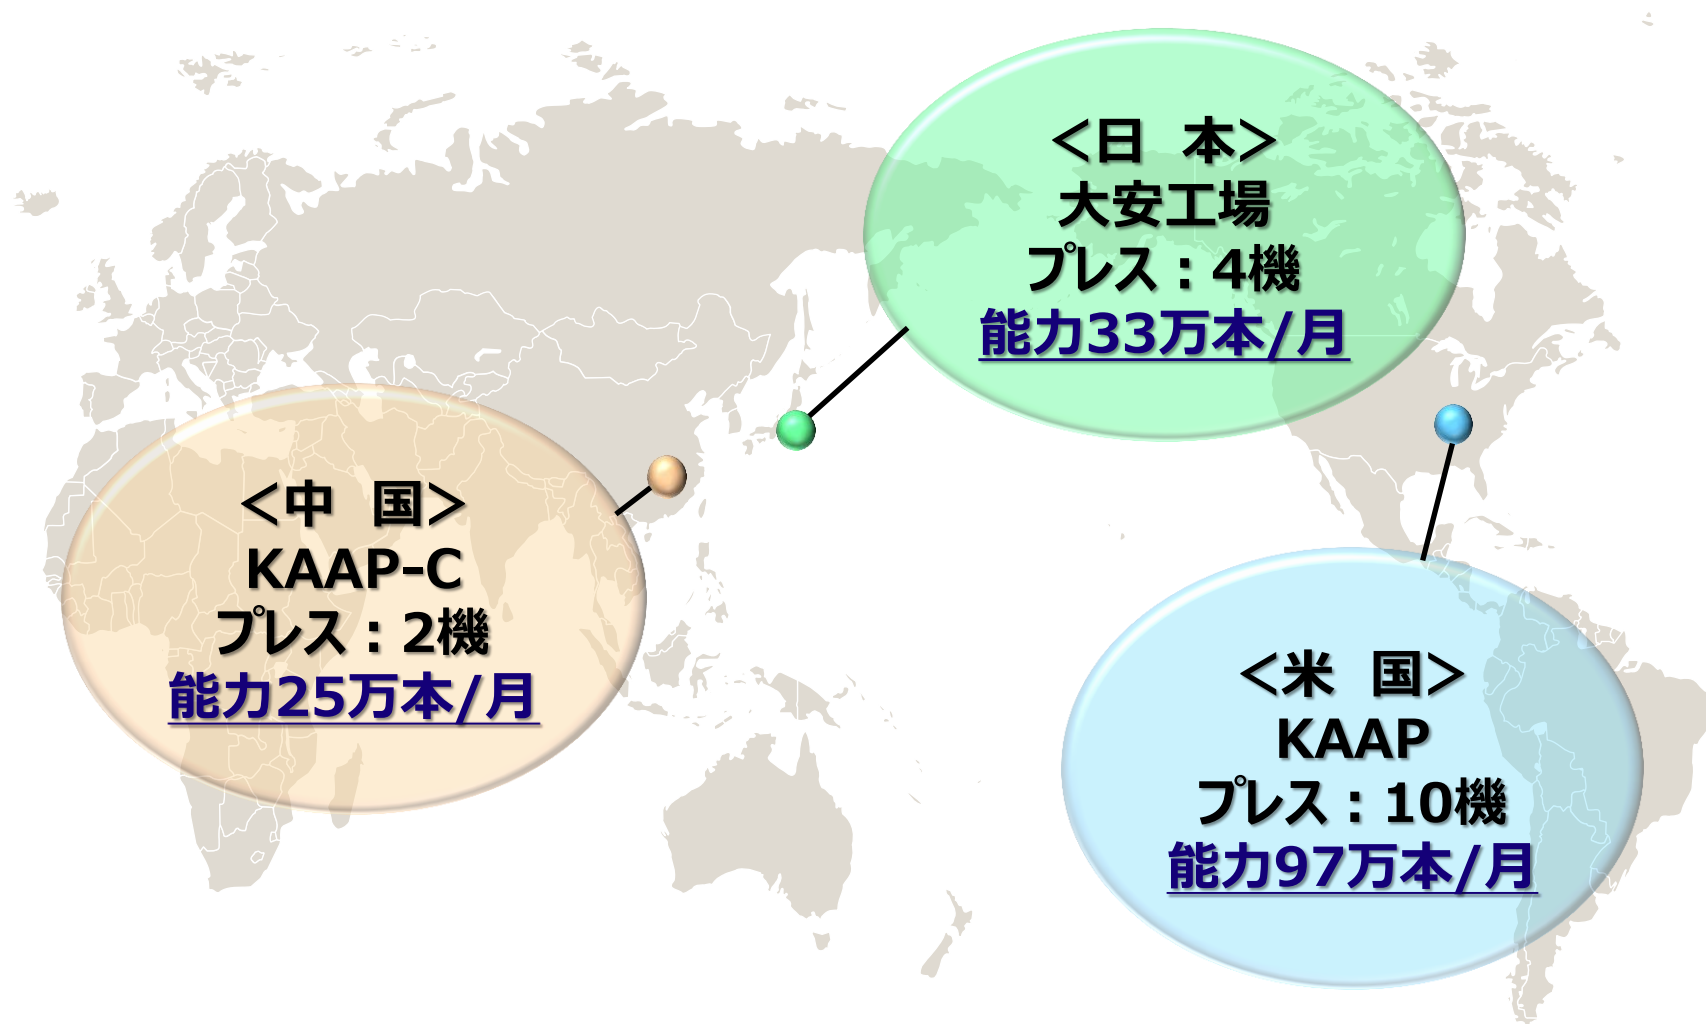 ＜日　本＞
大安工場
プレス：4機
能力33万本/月
＜中　国＞
KAAP-C
プレス：2機
能力25万本/月
＜米　国＞
KAAP
プレス：10機
能力97万本/月